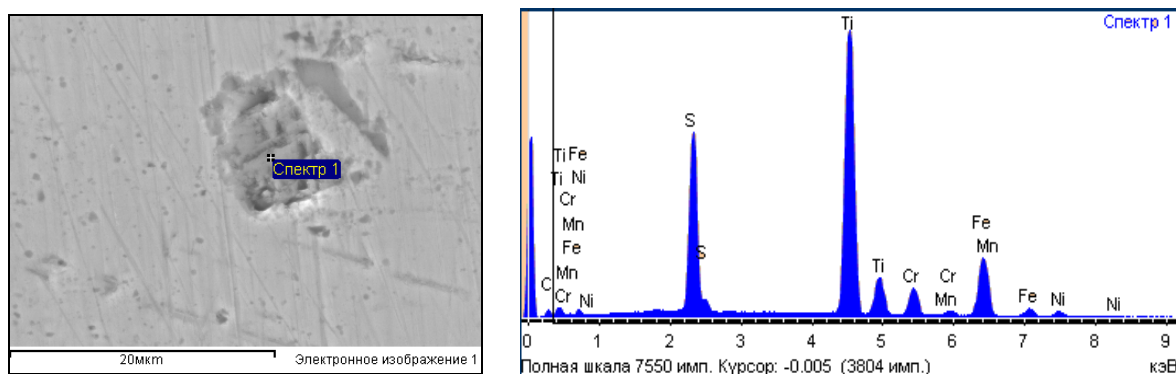 Спектр 1
20мкm
Электронное изображение 1
Спектр 1
Ti
S
Ti Fe
Ti Ni
Cr
Mn
Fe
S
Mn
C
Cr Ni
Ti
Cr
Cr
Mn
Fe
Mn
Fe
Ni
Ni
0 1 2 3 4 5 6 7 8 9
Полная шкала 7550 имп. Курсор: -0.005 (3804 имп.)
кэВ